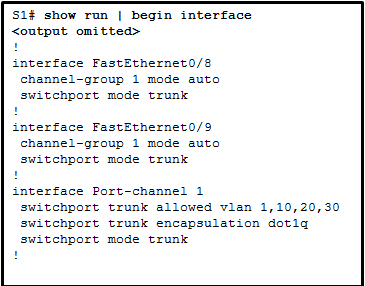 S1# show run | begin interface
<output omitted>
!
interface FastEthernet0/8
 channel-group 1 mode auto
 switchport mode trunk
!
interface FastEthernet0/9
 channel-group 1 mode auto
 switchport mode trunk
!
interface Port-channel 1
 switchport trunk allowed vlan 1,10,20,30
 switchport trunk encapsulation dot1q
 switchport mode trunk
!